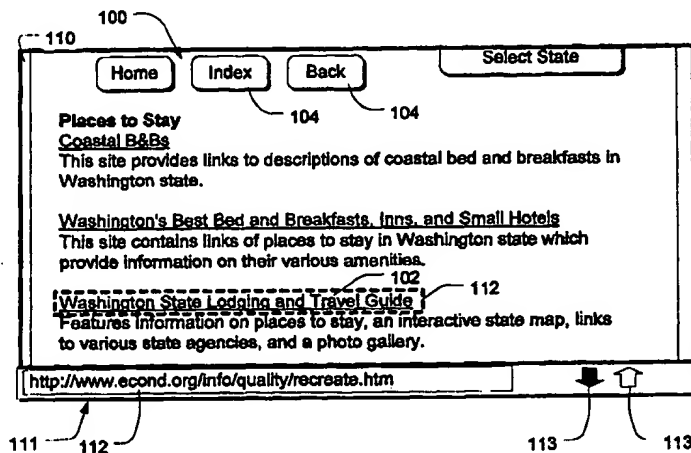 100
110
Home Index Back Select State
104 104
Places to Stay
Coastal B&Bs
This site provides links to descriptions of coastal bed and breakfasts in
Washington state.
Washington's Best Bed and Breakfasts, Inns, and Small Hotels
This site contains links of places to stay in Washington state which
provide information on their various amenities.
102 112
Washington State Lodging and Travel Guide
Features information on places to stay, an interactive state map, links
to various state agencies, and a photo gallery.
http://www.econd.org/info/quality/recreate.htm
111 112 113 113